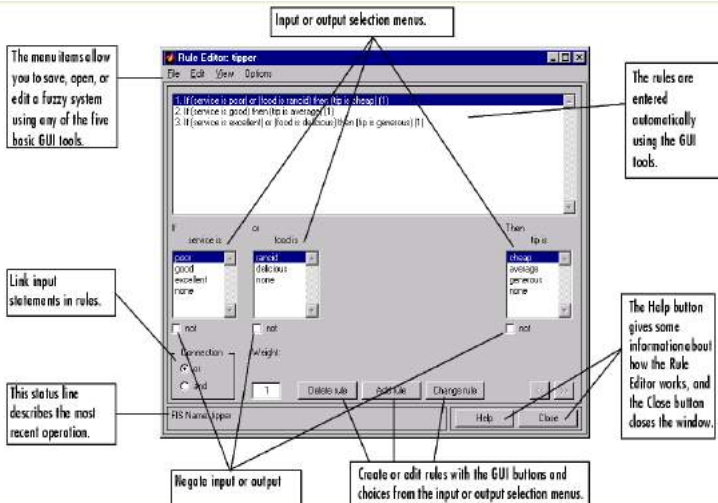 Input or output selection menus.
The menu items allow
you to save, open, or
edit a fuzzy system
using any of the five
basic GUI tools.
Rule Editor: tipper
File Edit View Options
1. If (service is poor) or (food is rancid) then (tip is cheap) (1)
2. If (service is good) then (tip is average) (1)
3. If (service is excellent) or (food is delicious) then (tip is generous) (1)
The rules are
entered
automatically
using the GUI
tools.
If
service is
or
food is
Then
tip is
poor
good
excellent
none
rancid
delicious
none
cheap
average
generous
none
not
not
not
Link input
statements in rules.
Connection
or
and
Weight:
1
Delete rule
Add rule
Change rule
<<
>>
The Help button
gives some
information about
how the Rule
Editor works, and
the Close button
closes the window.
This status line
describes the most
recent operation.
FIS Name: tipper
Help
Close
Negate input or output
Create or edit rules with the GUI buttons and
choices from the input or output selection menus.